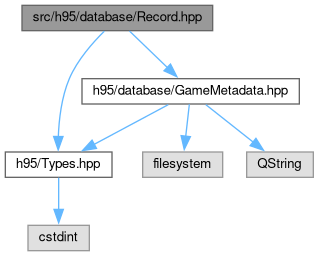 src/h95/database/Record.hpp
h95/database/GameMetadata.hpp
h95/Types.hpp
filesystem
QString
cstdint